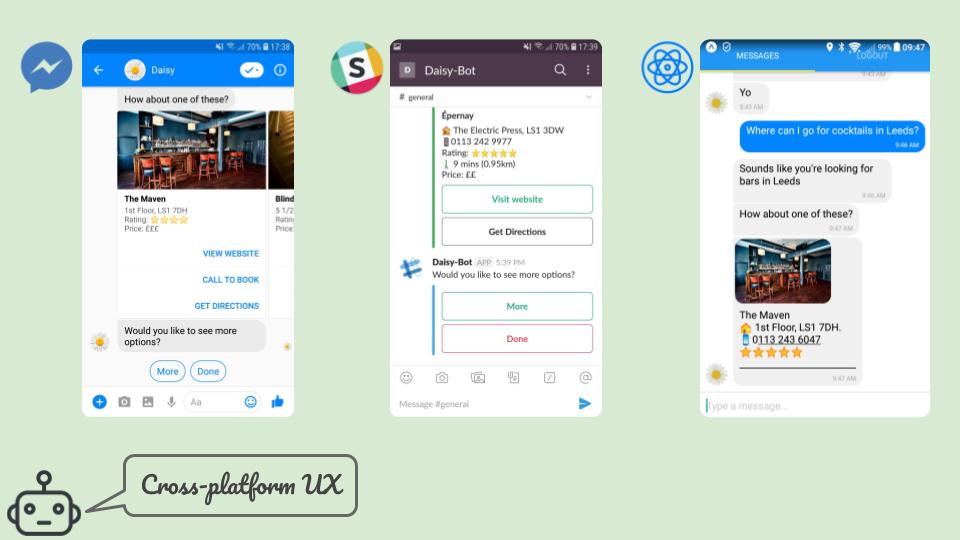 70% 17:38
Daisy
How about one of these?
The Maven
1st Floor, LS1 7DH
Rating: ⭐⭐⭐⭐
Price: £££
VIEW WEBSITE
CALL TO BOOK
GET DIRECTIONS
Blind
5 1/2
Ratin
Price:
Would you like to see more
options?
More
Done
Aa
S
70% 17:39
D
Daisy-Bot
# general
Épernay
🏠 The Electric Press, LS1 3DW
📱0113 242 9977
Rating: ⭐⭐⭐⭐⭐
🚶 9 mins (0.95km)
Price: ££
Visit website
Get Directions
Daisy-Bot APP 5:39 PM
Would you like to see more options?
More
Done
Message #general
99% 09:47
MESSAGES
LOGOUT
9:43 AM
Yo
9:43 AM
Where can I go for cocktails in Leeds?
9:46 AM
Sounds like you're looking for
bars in Leeds
9:46 AM
How about one of these?
9:47 AM
The Maven
🏠 1st Floor, LS1 7DH.
📱 0113 243 6047
⭐⭐⭐⭐⭐
9:47 AM
Type a message...
Cross-platform UX